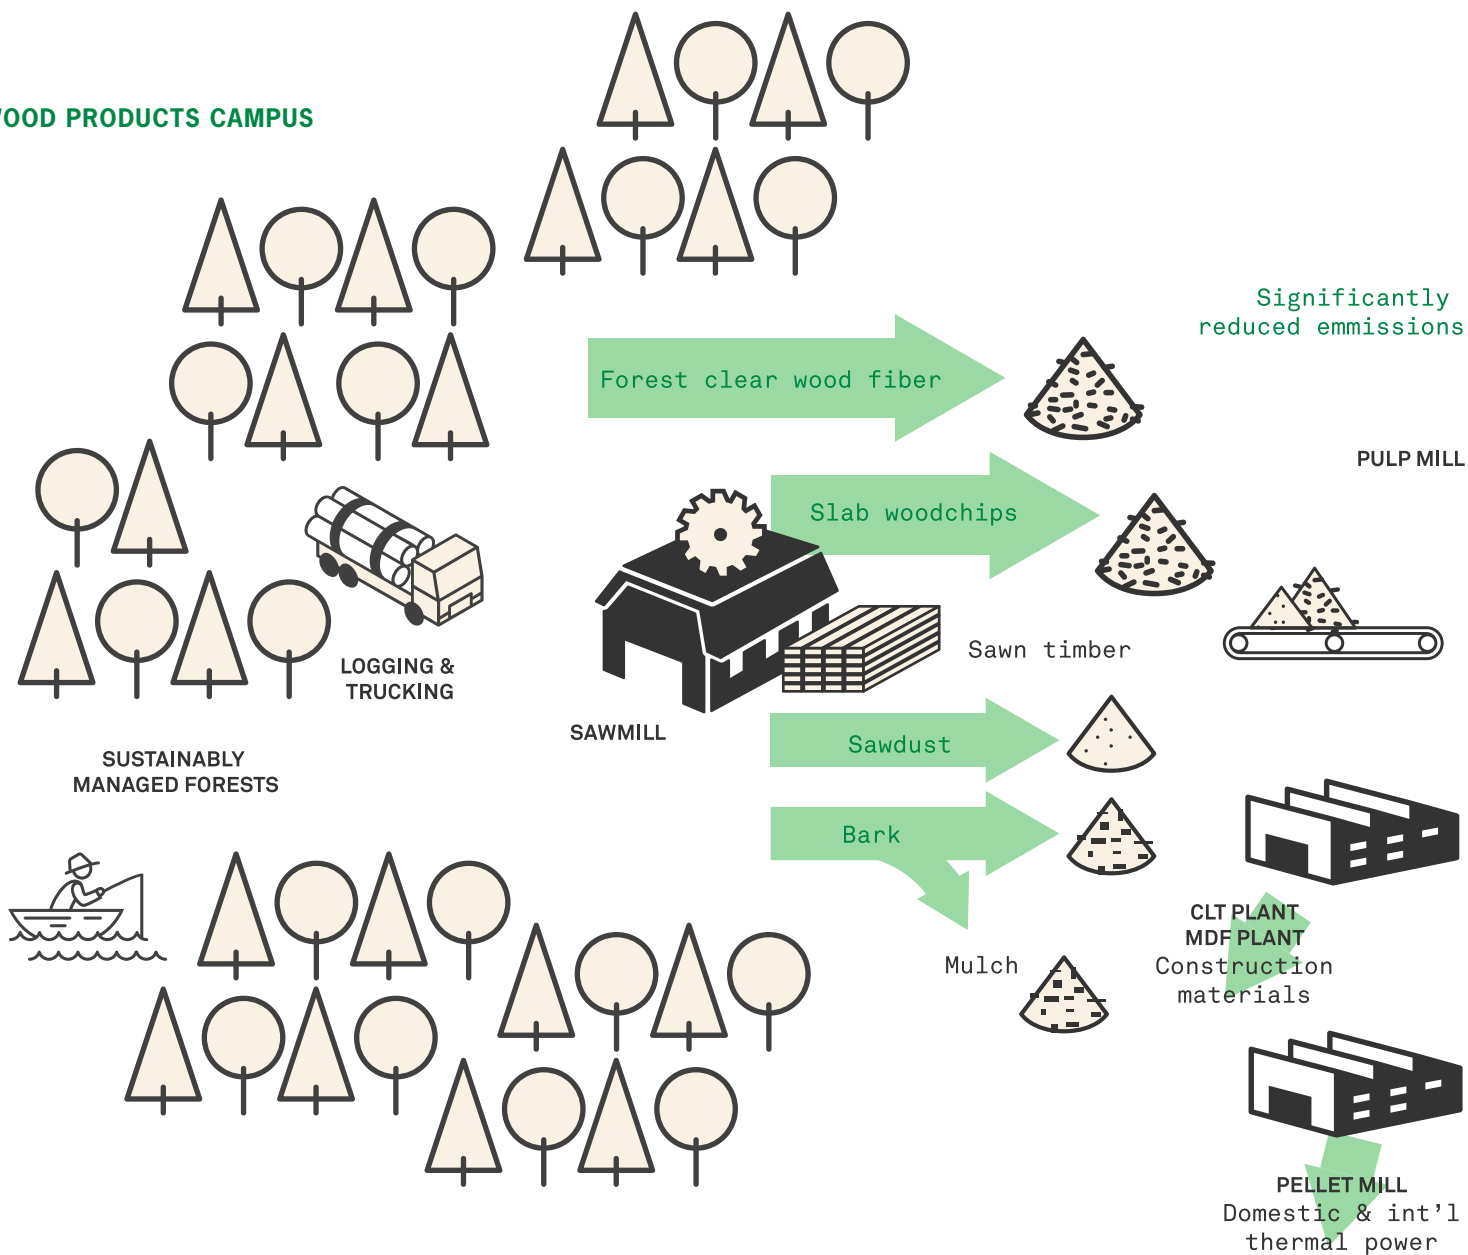 WOOD PRODUCTS CAMPUS
Significantly
reduced emmissions
Forest clear wood fiber
PULP MILL
Slab woodchips
Sawn timber
LOGGING &
TRUCKING
SAWMILL
Sawdust
SUSTAINABLY
MANAGED FORESTS
Bark
CLT PLANT
MDF PLANT
Construction
materials
Mulch
PELLET MILL
Domestic & int'l
thermal power